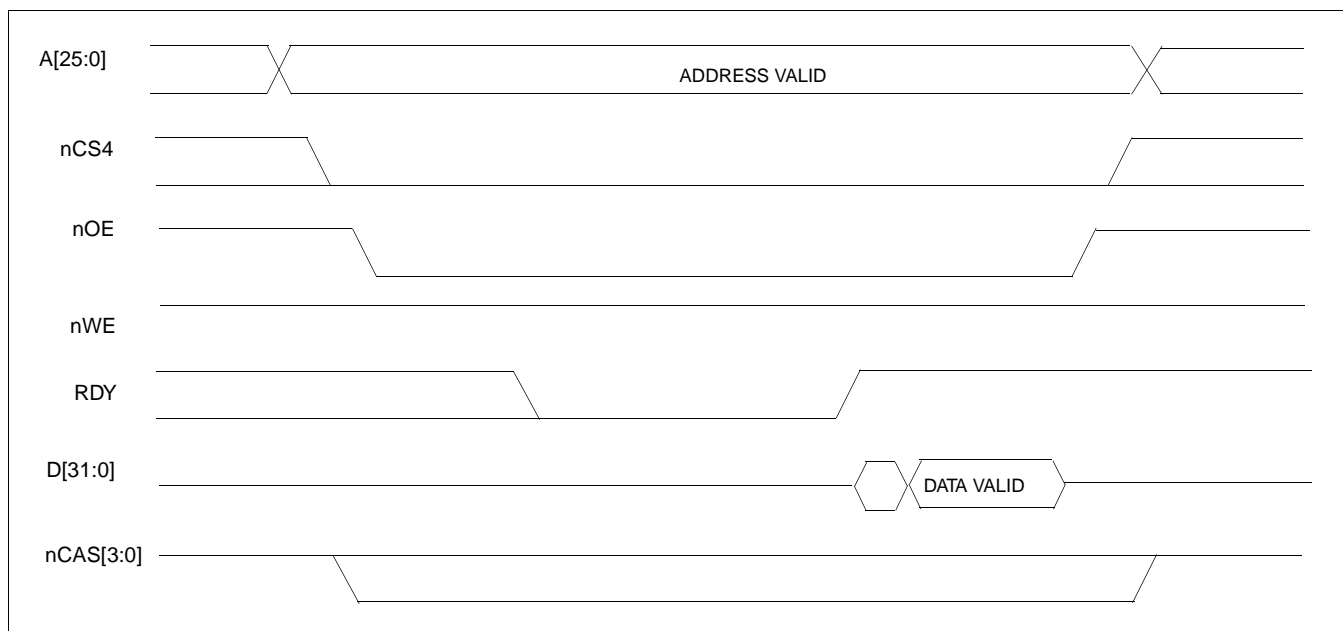 A[25:0]
ADDRESS VALID
nCS4
nOE
nWE
RDY
D[31:0]
DATA VALID
nCAS[3:0]